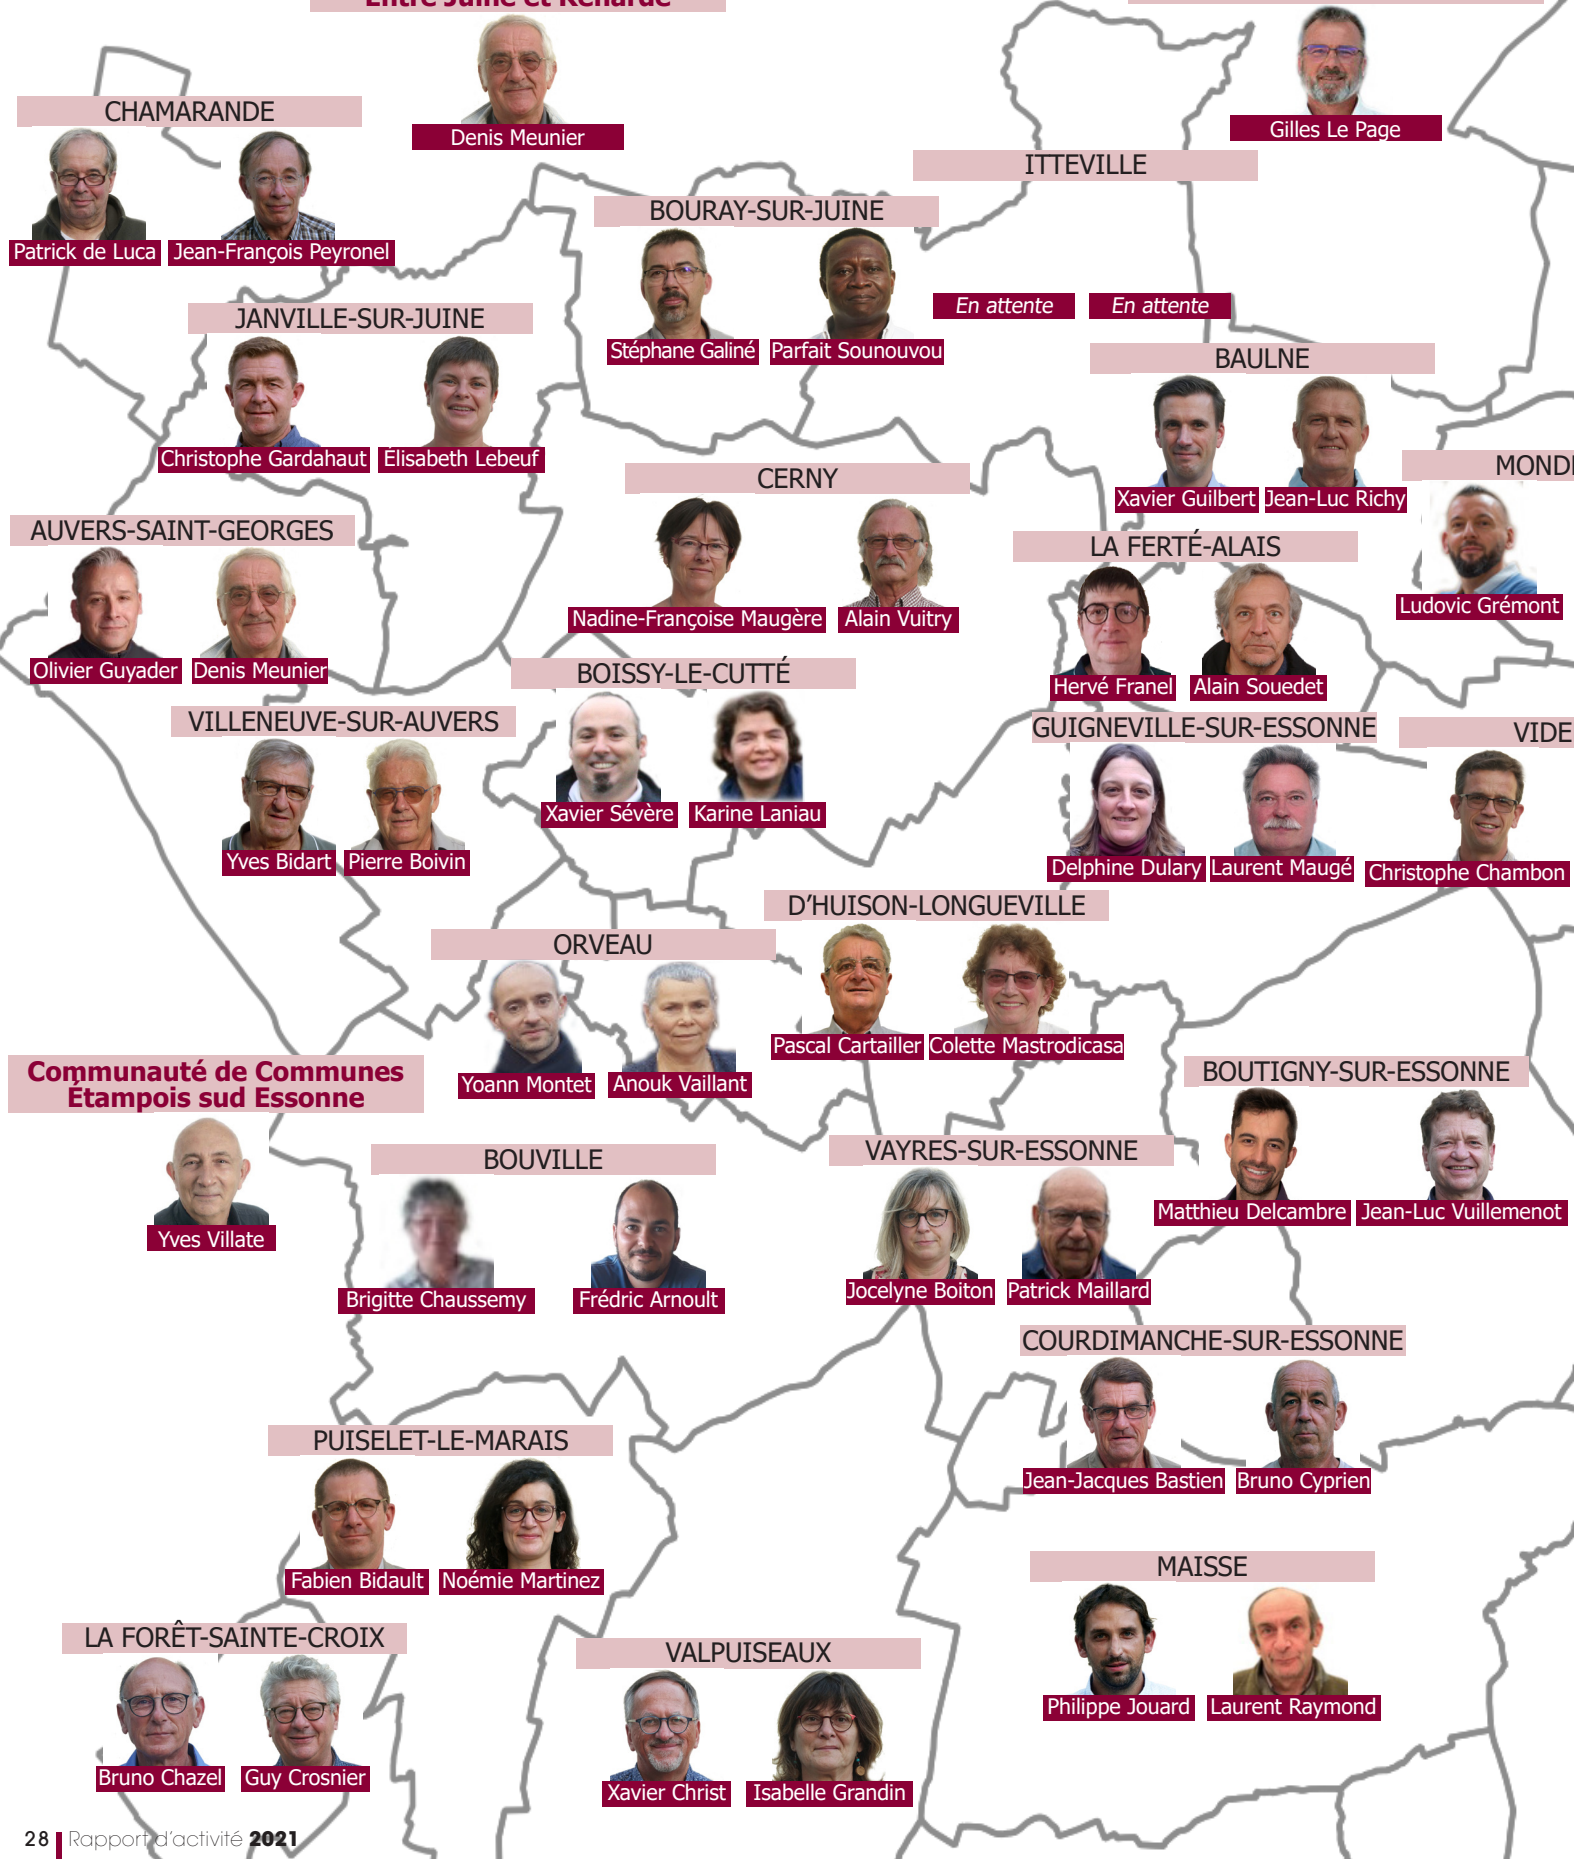 Entre Juine et Renarde
Denis Meunier
Gilles Le Page
CHAMARANDE
Patrick de Luca
Jean-François Peyronel
ITTEVILLE
En attente
En attente
BOURAY-SUR-JUINE
Stéphane Galiné
Parfait Sounouvou
JANVILLE-SUR-JUINE
Christophe Gardahaut
Élisabeth Lebeuf
BAULNE
Xavier Guilbert
Jean-Luc Richy
CERNY
Nadine-Françoise Maugère
Alain Vuitry
MOND
Ludovic Grémont
AUVERS-SAINT-GEORGES
Olivier Guyader
Denis Meunier
LA FERTÉ-ALAIS
Hervé Franel
Alain Souedet
BOISSY-LE-CUTTÉ
Xavier Sévère
Karine Laniau
VILLENEUVE-SUR-AUVERS
Yves Bidart
Pierre Boivin
GUIGNEVILLE-SUR-ESSONNE
Delphine Dulary
Laurent Maugé
VIDE
Christophe Chambon
D'HUISON-LONGUEVILLE
Pascal Cartailler
Colette Mastrodicasa
ORVEAU
Yoann Montet
Anouk Vaillant
Communauté de Communes
Étampois sud Essonne
Yves Villate
BOUTIGNY-SUR-ESSONNE
Matthieu Delcambre
Jean-Luc Vuillemenot
BOUVILLE
Brigitte Chaussemy
Frédric Arnoult
VAYRES-SUR-ESSONNE
Jocelyne Boiton
Patrick Maillard
COURDIMANCHE-SUR-ESSONNE
Jean-Jacques Bastien
Bruno Cyprien
PUISELET-LE-MARAIS
Fabien Bidault
Noémie Martinez
MAISSE
Philippe Jouard
Laurent Raymond
LA FORÊT-SAINTE-CROIX
Bruno Chazel
Guy Crosnier
VALPUISEAUX
Xavier Christ
Isabelle Grandin
28 Rapport d'activité 2021